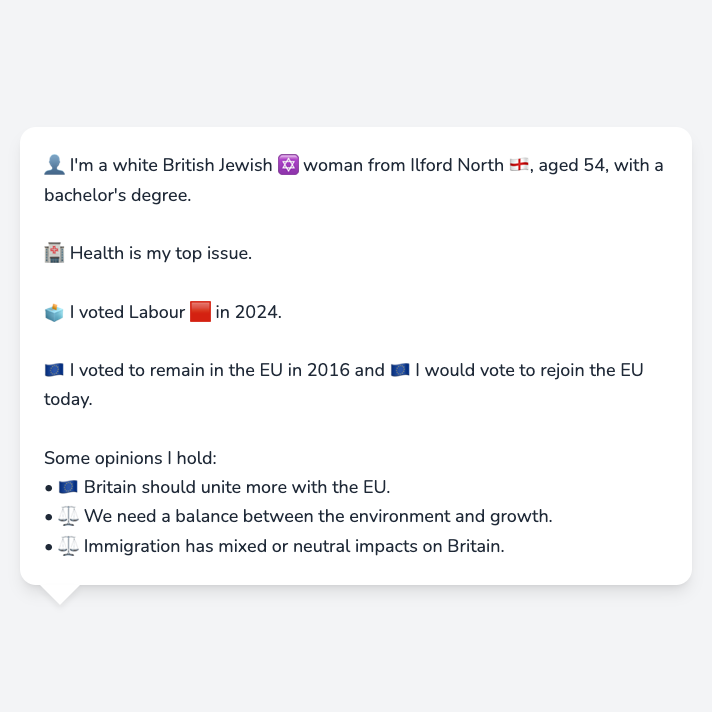 👤 I'm a white British Jewish ✡️ woman from Ilford North 🏴󠁧󠁢󠁥󠁮󠁧󠁿, aged 54, with a
bachelor's degree.
🏥 Health is my top issue.
🗳️ I voted Labour 🟥 in 2024.
🇪🇺 I voted to remain in the EU in 2016 and 🇪🇺 I would vote to rejoin the EU
today.
Some opinions I hold:
• 🇪🇺 Britain should unite more with the EU.
• ⚖️ We need a balance between the environment and growth.
• ⚖️ Immigration has mixed or neutral impacts on Britain.